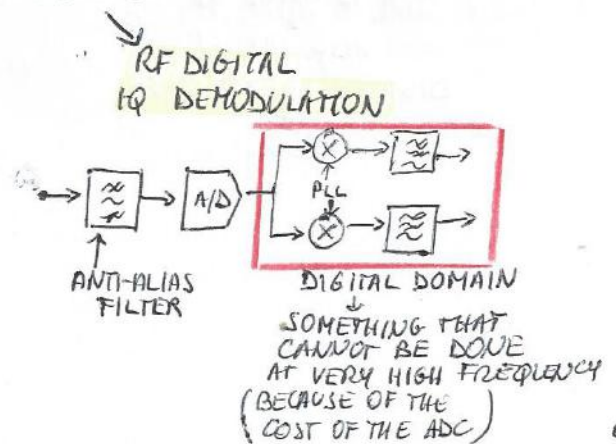 RF DIGITAL
IQ DEMODULATION
A/D
PLL
ANTI-ALIAS
FILTER
DIGITAL DOMAIN
SOMETHING THAT
CANNOT BE DONE
AT VERY HIGH FREQUENCY
(BECAUSE OF THE
COST OF THE ADC)